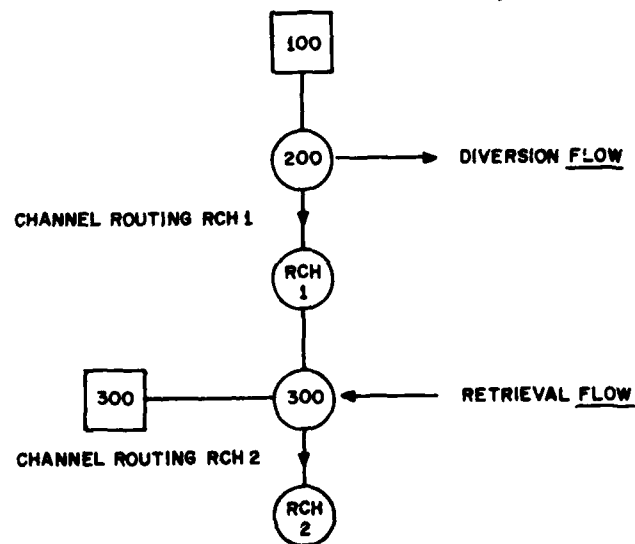 100
200
DIVERSION FLOW
CHANNEL ROUTING RCH 1
RCH
1
300
300
RETRIEVAL FLOW
CHANNEL ROUTING RCH 2
RCH
2